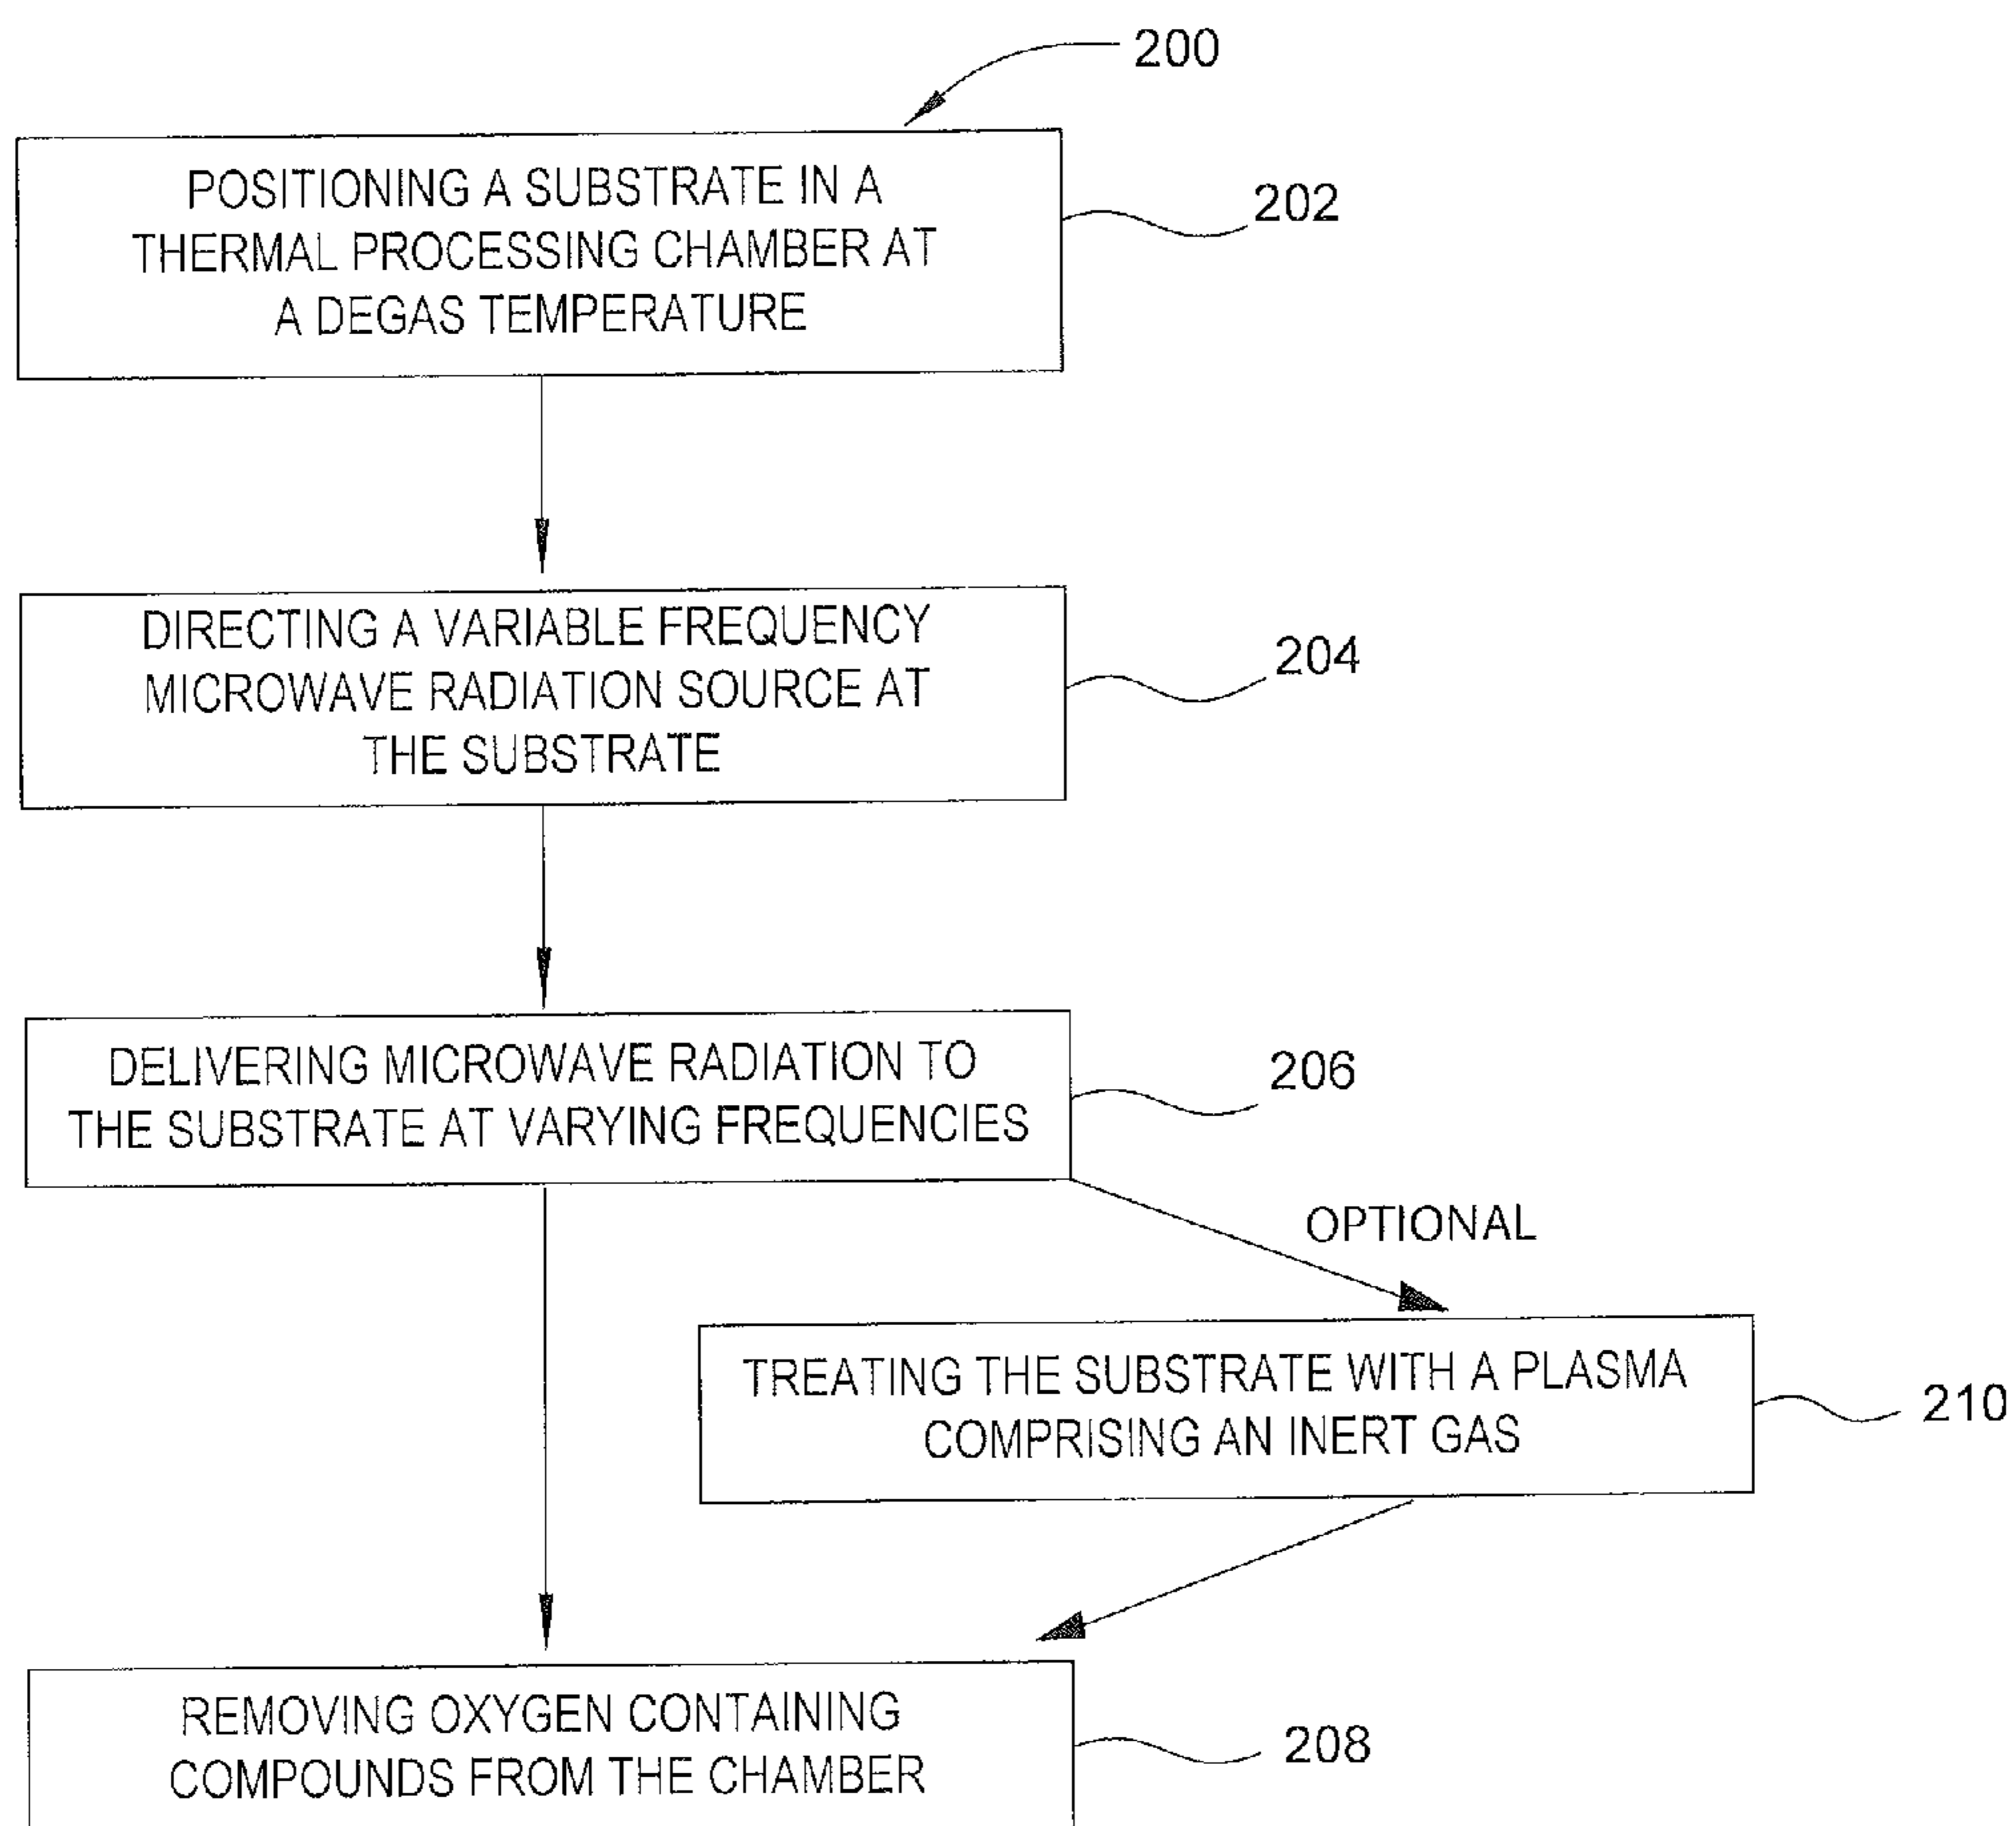 200
POSITIONING A SUBSTRATE IN A
THERMAL PROCESSING CHAMBER AT
A DEGAS TEMPERATURE
202
DIRECTING A VARIABLE FREQUENCY
MICROWAVE RADIATION SOURCE AT
THE SUBSTRATE
204
DELIVERING MICROWAVE RADIATION TO
THE SUBSTRATE AT VARYING FREQUENCIES
206
OPTIONAL
TREATING THE SUBSTRATE WITH A PLASMA
COMPRISING AN INERT GAS
210
REMOVING OXYGEN CONTAINING
COMPOUNDS FROM THE CHAMBER
208